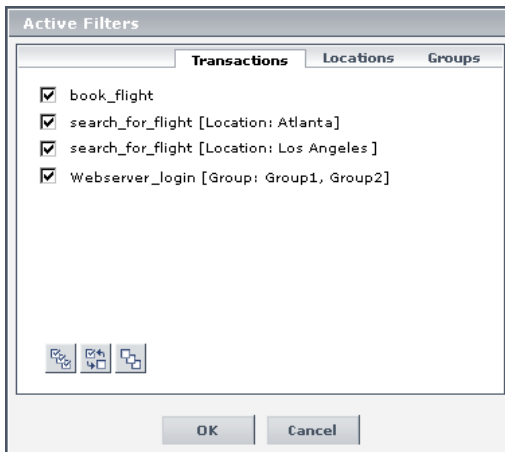 Active Filters
Transactions Locations Groups
book_flight
search_for_flight [Location: Atlanta]
search_for_flight [Location: Los Angeles ]
Webserver_login [Group: Group1, Group2]
OK Cancel